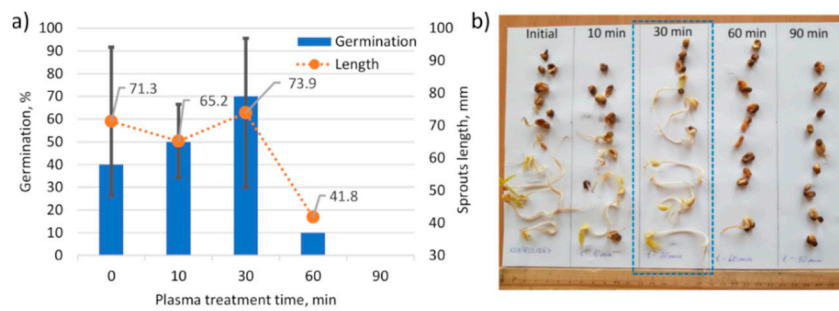 a)
100
90
80
70
60
50
40
30
20
10
0
Germination, %
71.3
65.2
73.9
41.8
Germination
Length
100
90
80
70
60
50
40
30
Sprouts length, mm
0 10 30 60 90
Plasma treatment time, min
b)
Initial 10 min 30 min 60 min 90 min